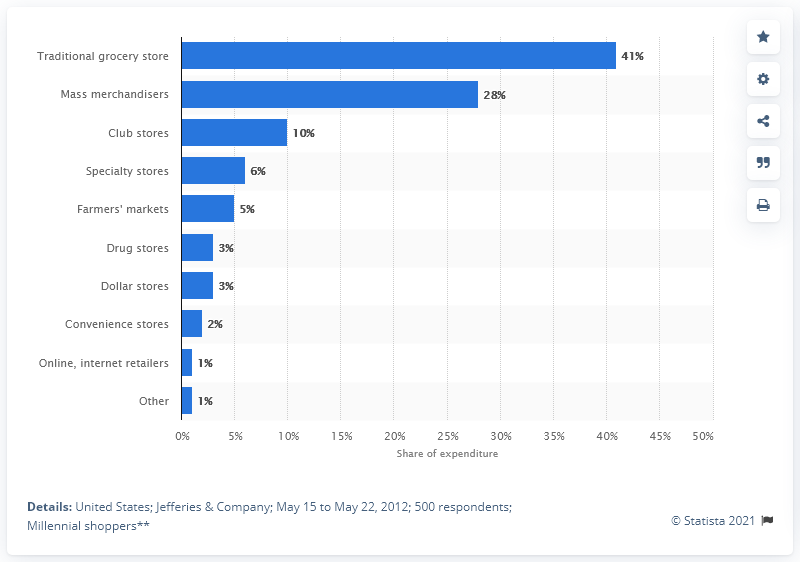 Traditional grocery store 41%
Mass merchandisers 28%
Club stores 10%
Specialty stores 6%
Farmers' markets 5%
Drug stores 3%
Dollar stores 3%
Convenience stores 2%
Online, internet retailers 1%
Other 1%
0% 5% 10% 15% 20% 25% 30% 35% 40% 45% 50%
Share of expenditure
Details: United States; Jefferies & Company; May 15 to May 22, 2012; 500 respondents;
Millennial shoppers**
© Statista 2021